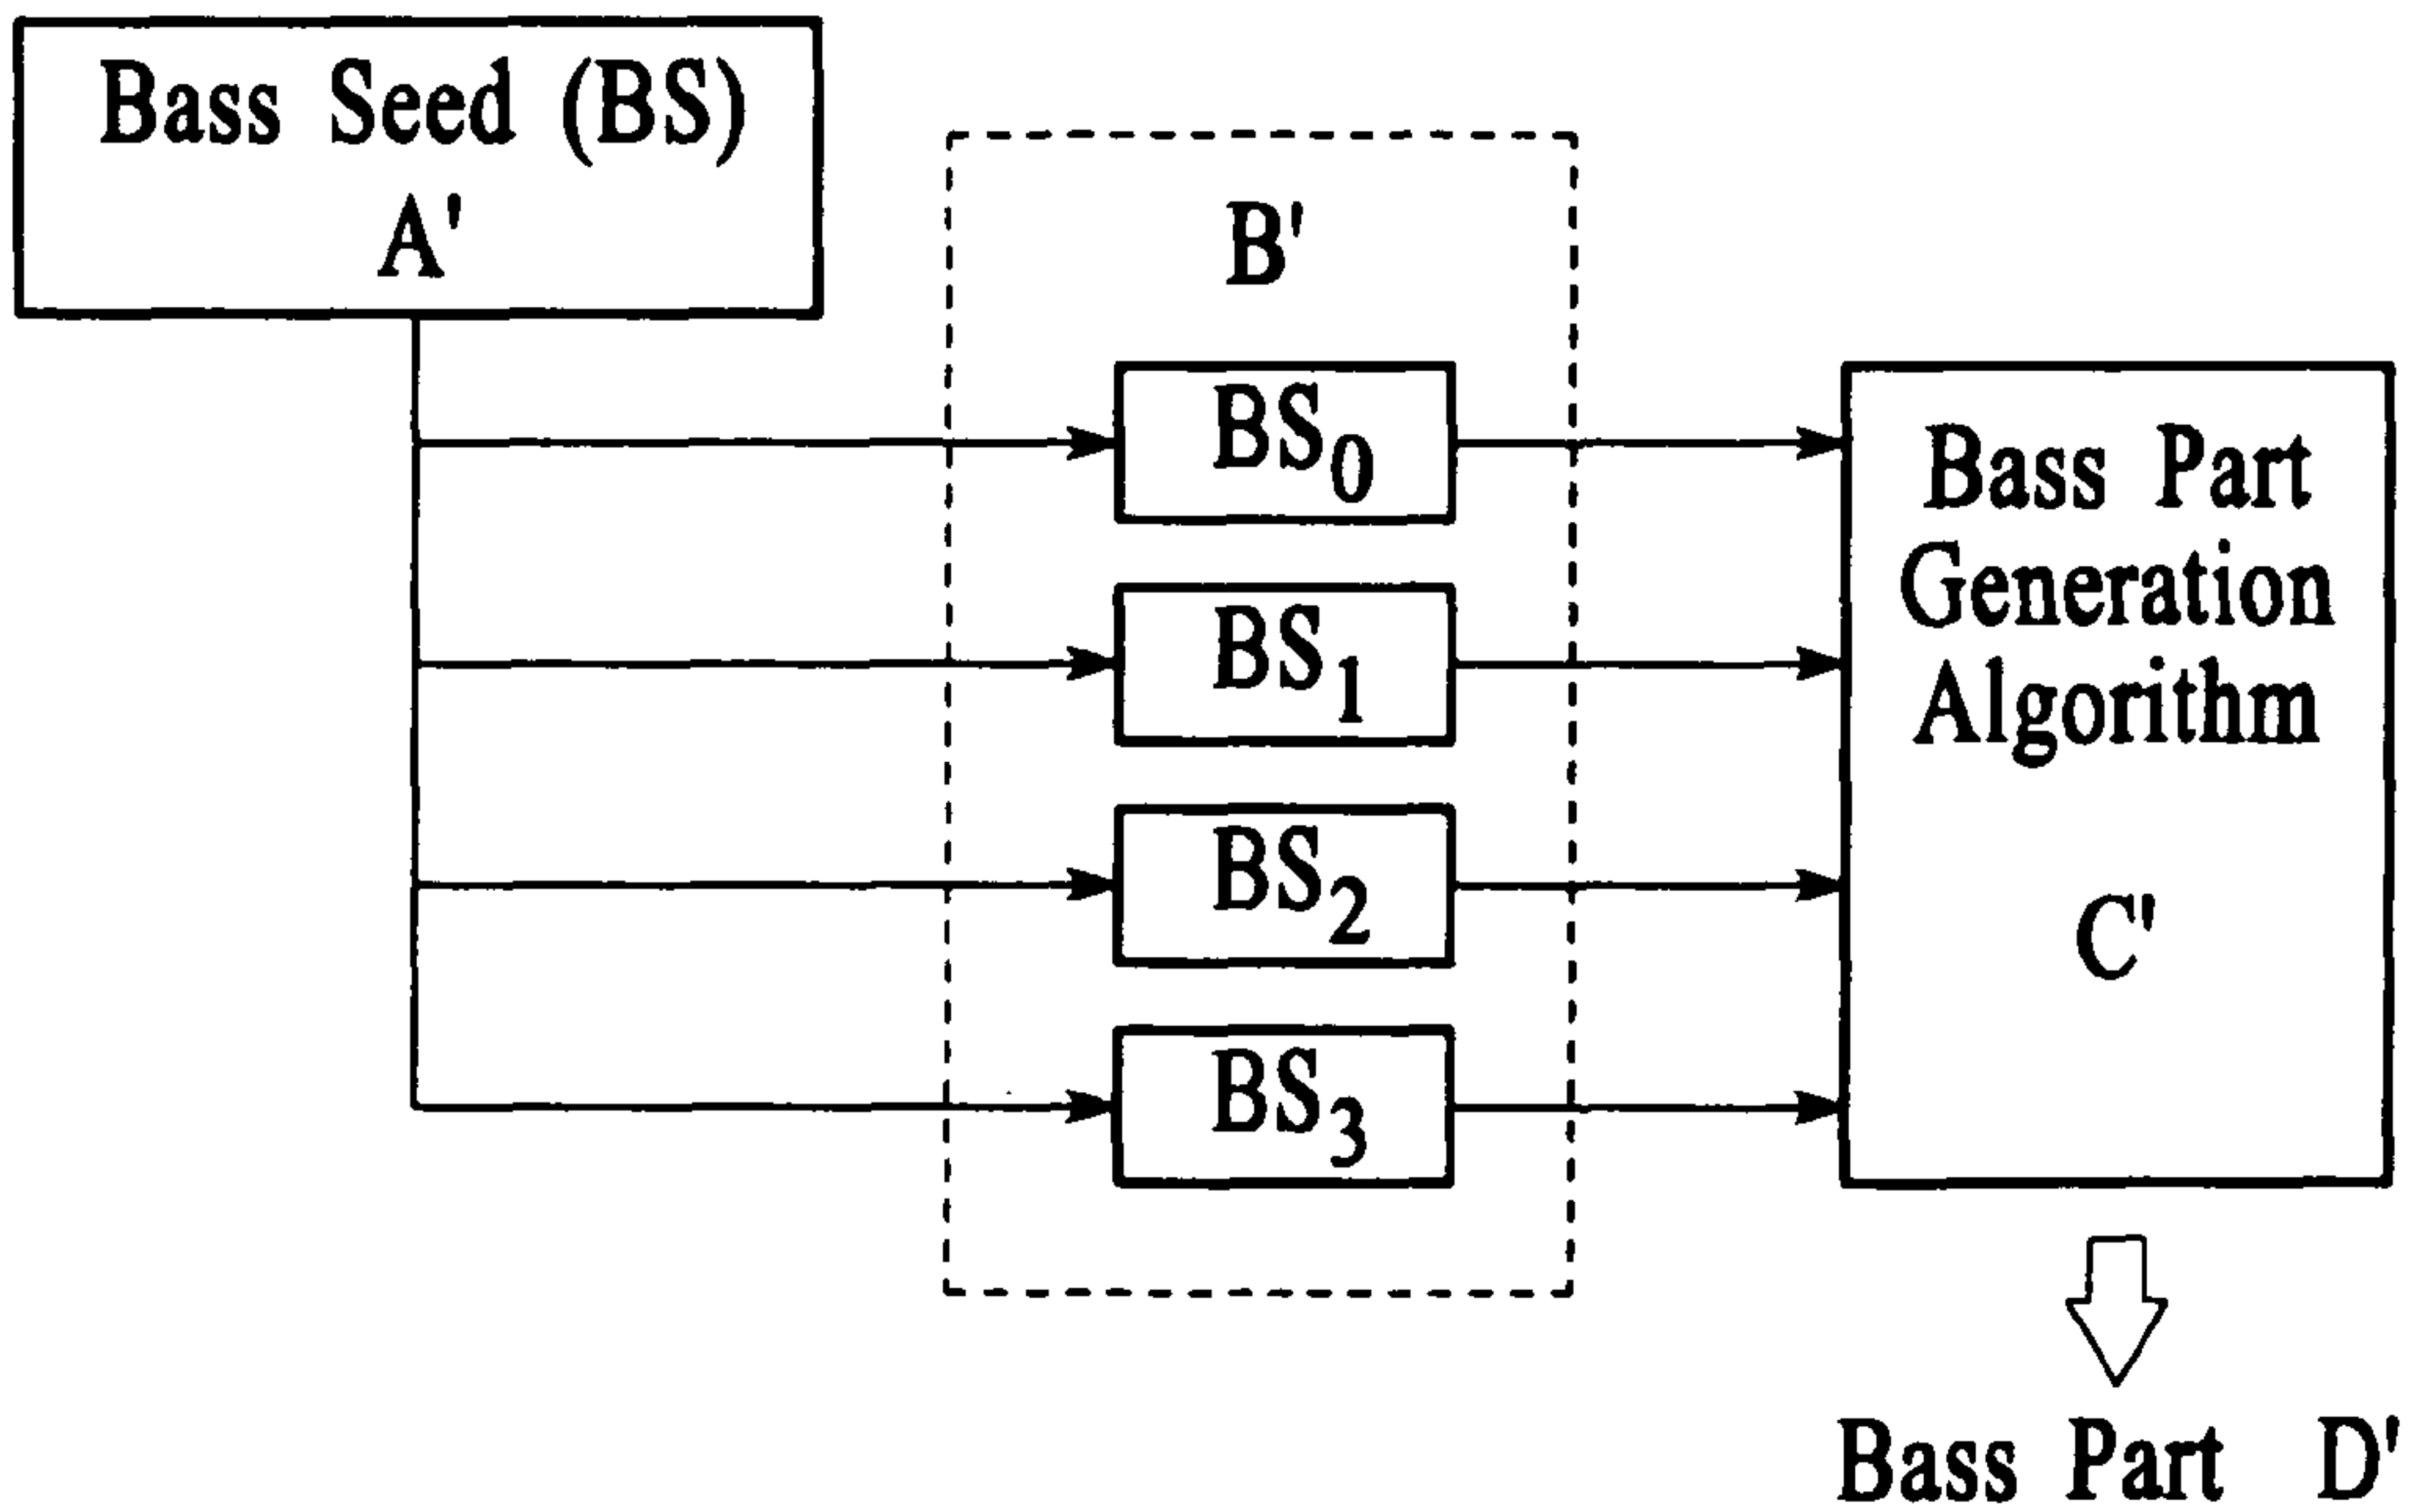 Bass Seed (BS)
A'
B'
BS₀
BS₁
BS₂
BS₃
Bass Part
Generation
Algorithm
C'
Bass Part D'